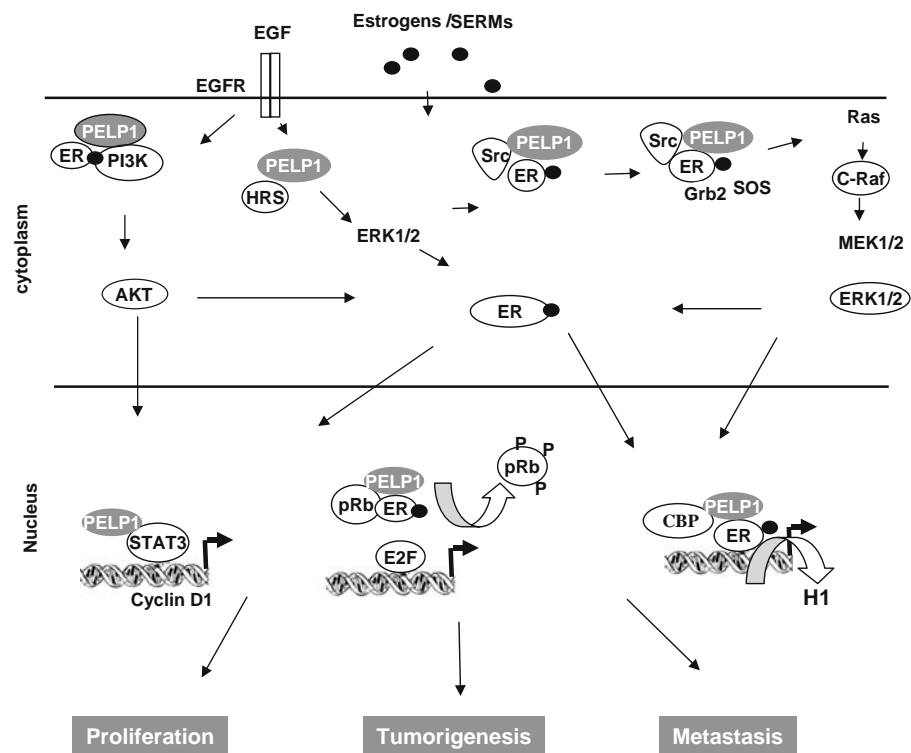 Estrogens /SERMs
EGF
EGFR
cytoplasm
PELP1
ER
PI3K
PELP1
HRS
ERK1/2
Src
PELP1
ER
Src
PELP1
ER
Grb2
SOS
Ras
C-Raf
MEK1/2
ERK1/2
AKT
ER
Nucleus
PELP1
STAT3
Cyclin D1
PELP1
pRb
ER
P
P
pRb
P
E2F
PELP1
CBP
ER
H1
Proliferation
Tumorigenesis
Metastasis